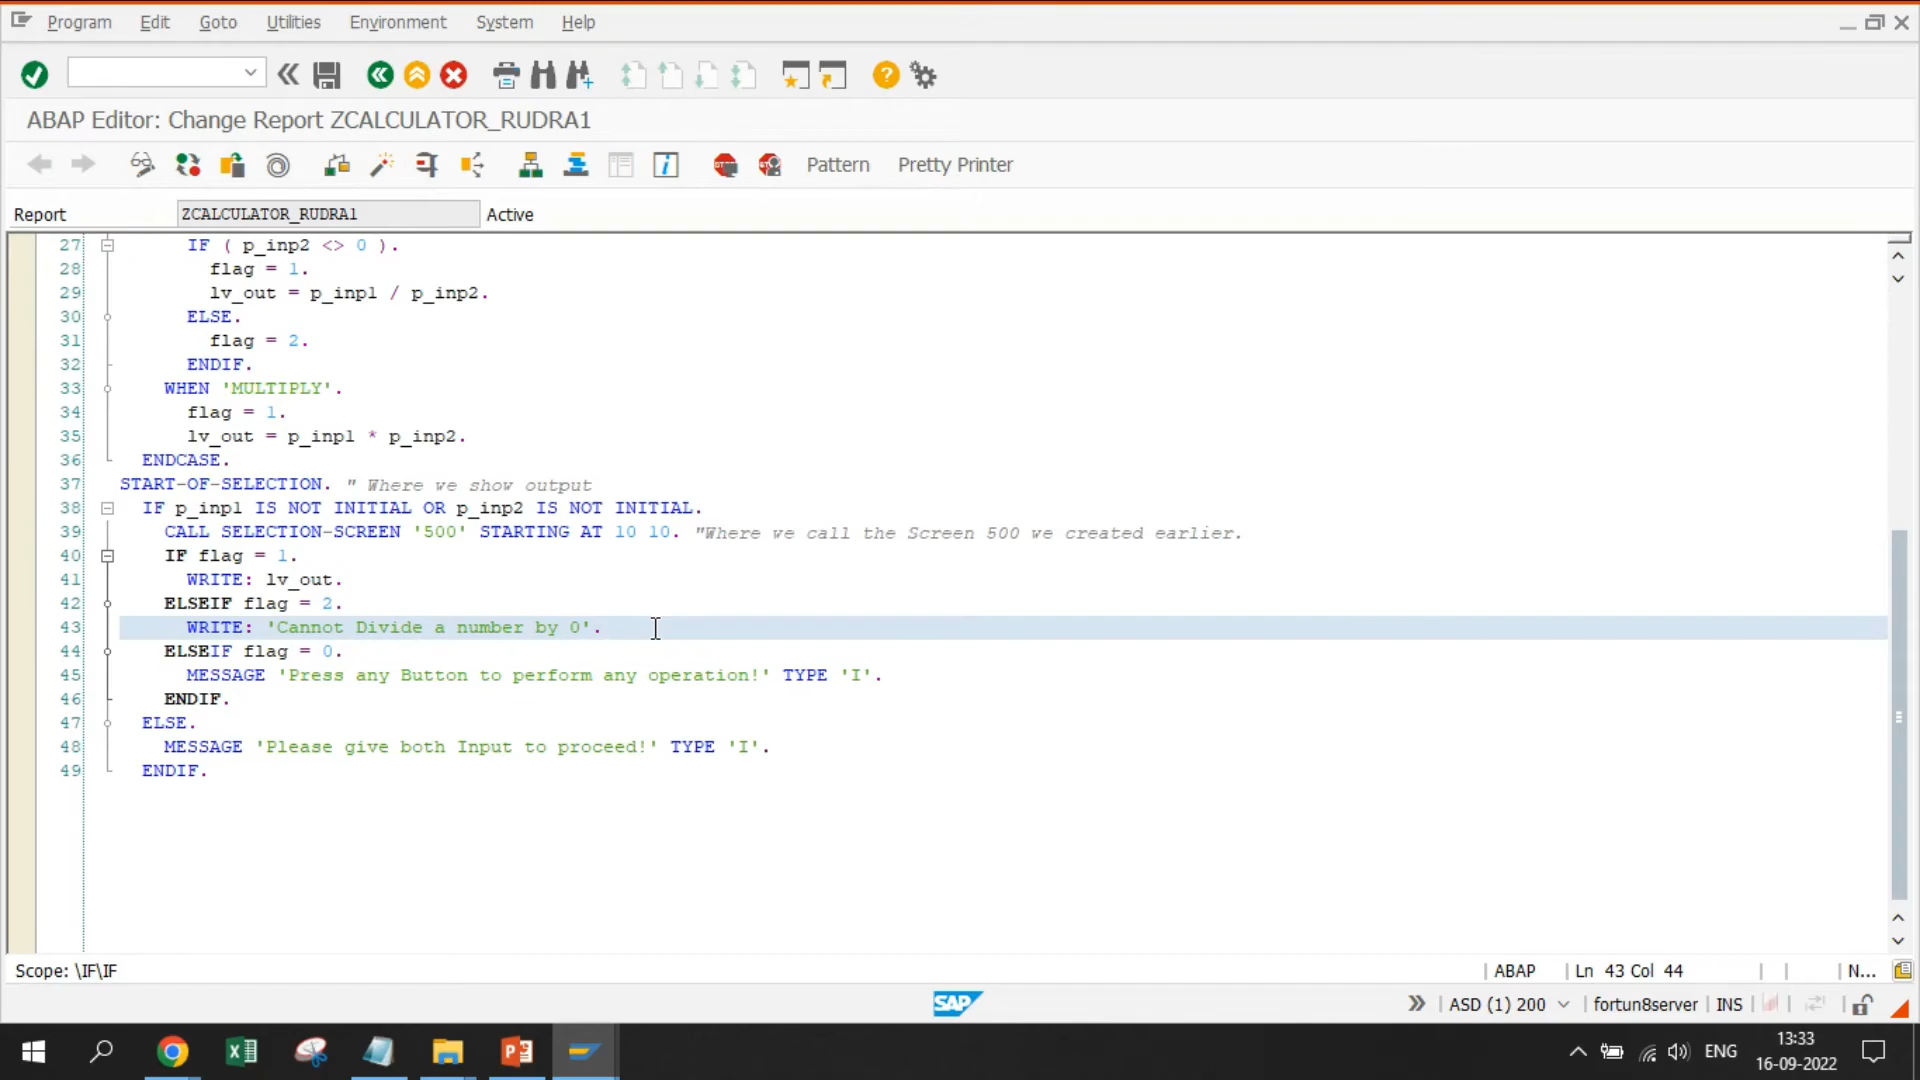 Program Edit Goto Utilities Environment System Help
ABAP Editor: Change Report ZCALCULATOR_RUDRA1
Pattern Pretty Printer
Report ZCALCULATOR_RUDRA1 Active
27 IF ( p_inp2 <> 0 ).
28 flag = 1.
29 lv_out = p_inp1 / p_inp2.
30 ELSE.
31 flag = 2.
32 ENDIF.
33 WHEN 'MULTIPLY'.
34 flag = 1.
35 lv_out = p_inp1 * p_inp2.
36 ENDCASE.
37 START-OF-SELECTION. " Where we show output
38 IF p_inp1 IS NOT INITIAL OR p_inp2 IS NOT INITIAL.
39 CALL SELECTION-SCREEN '500' STARTING AT 10 10. "Where we call the Screen 500 we created earlier.
40 IF flag = 1.
41 WRITE: lv_out.
42 ELSEIF flag = 2.
43 WRITE: 'Cannot Divide a number by 0'.
44 ELSEIF flag = 0.
45 MESSAGE 'Press any Button to perform any operation!' TYPE 'I'.
46 ENDIF.
47 ELSE.
48 MESSAGE 'Please give both Input to proceed!' TYPE 'I'.
49 ENDIF.
Scope: \IF\IF ABAP Ln 43 Col 44 N...
SAP ASD (1) 200 fortun8server INS
ENG 13:33
16-09-2022